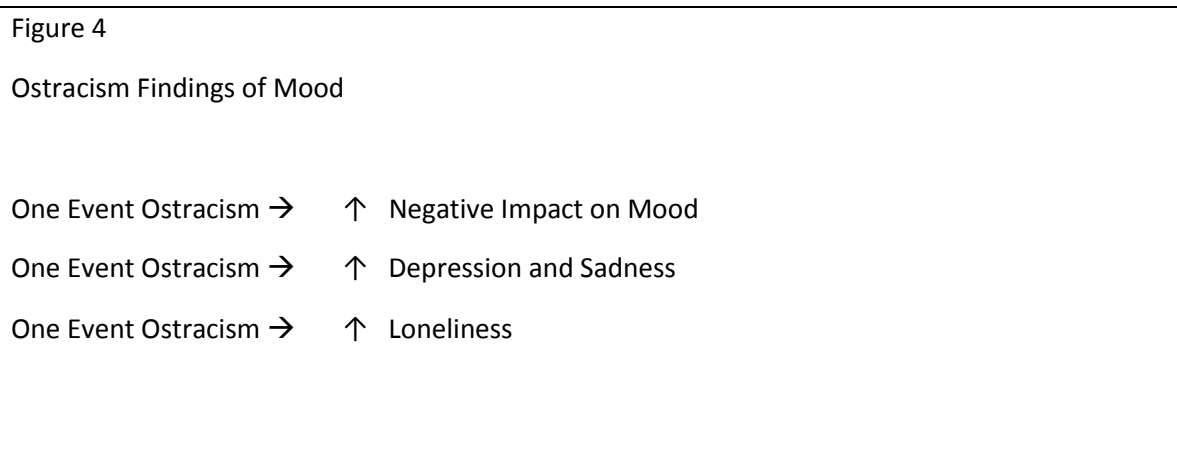 Figure 4
Ostracism Findings of Mood
One Event Ostracism → ↑ Negative Impact on Mood
One Event Ostracism → ↑ Depression and Sadness
One Event Ostracism → ↑ Loneliness